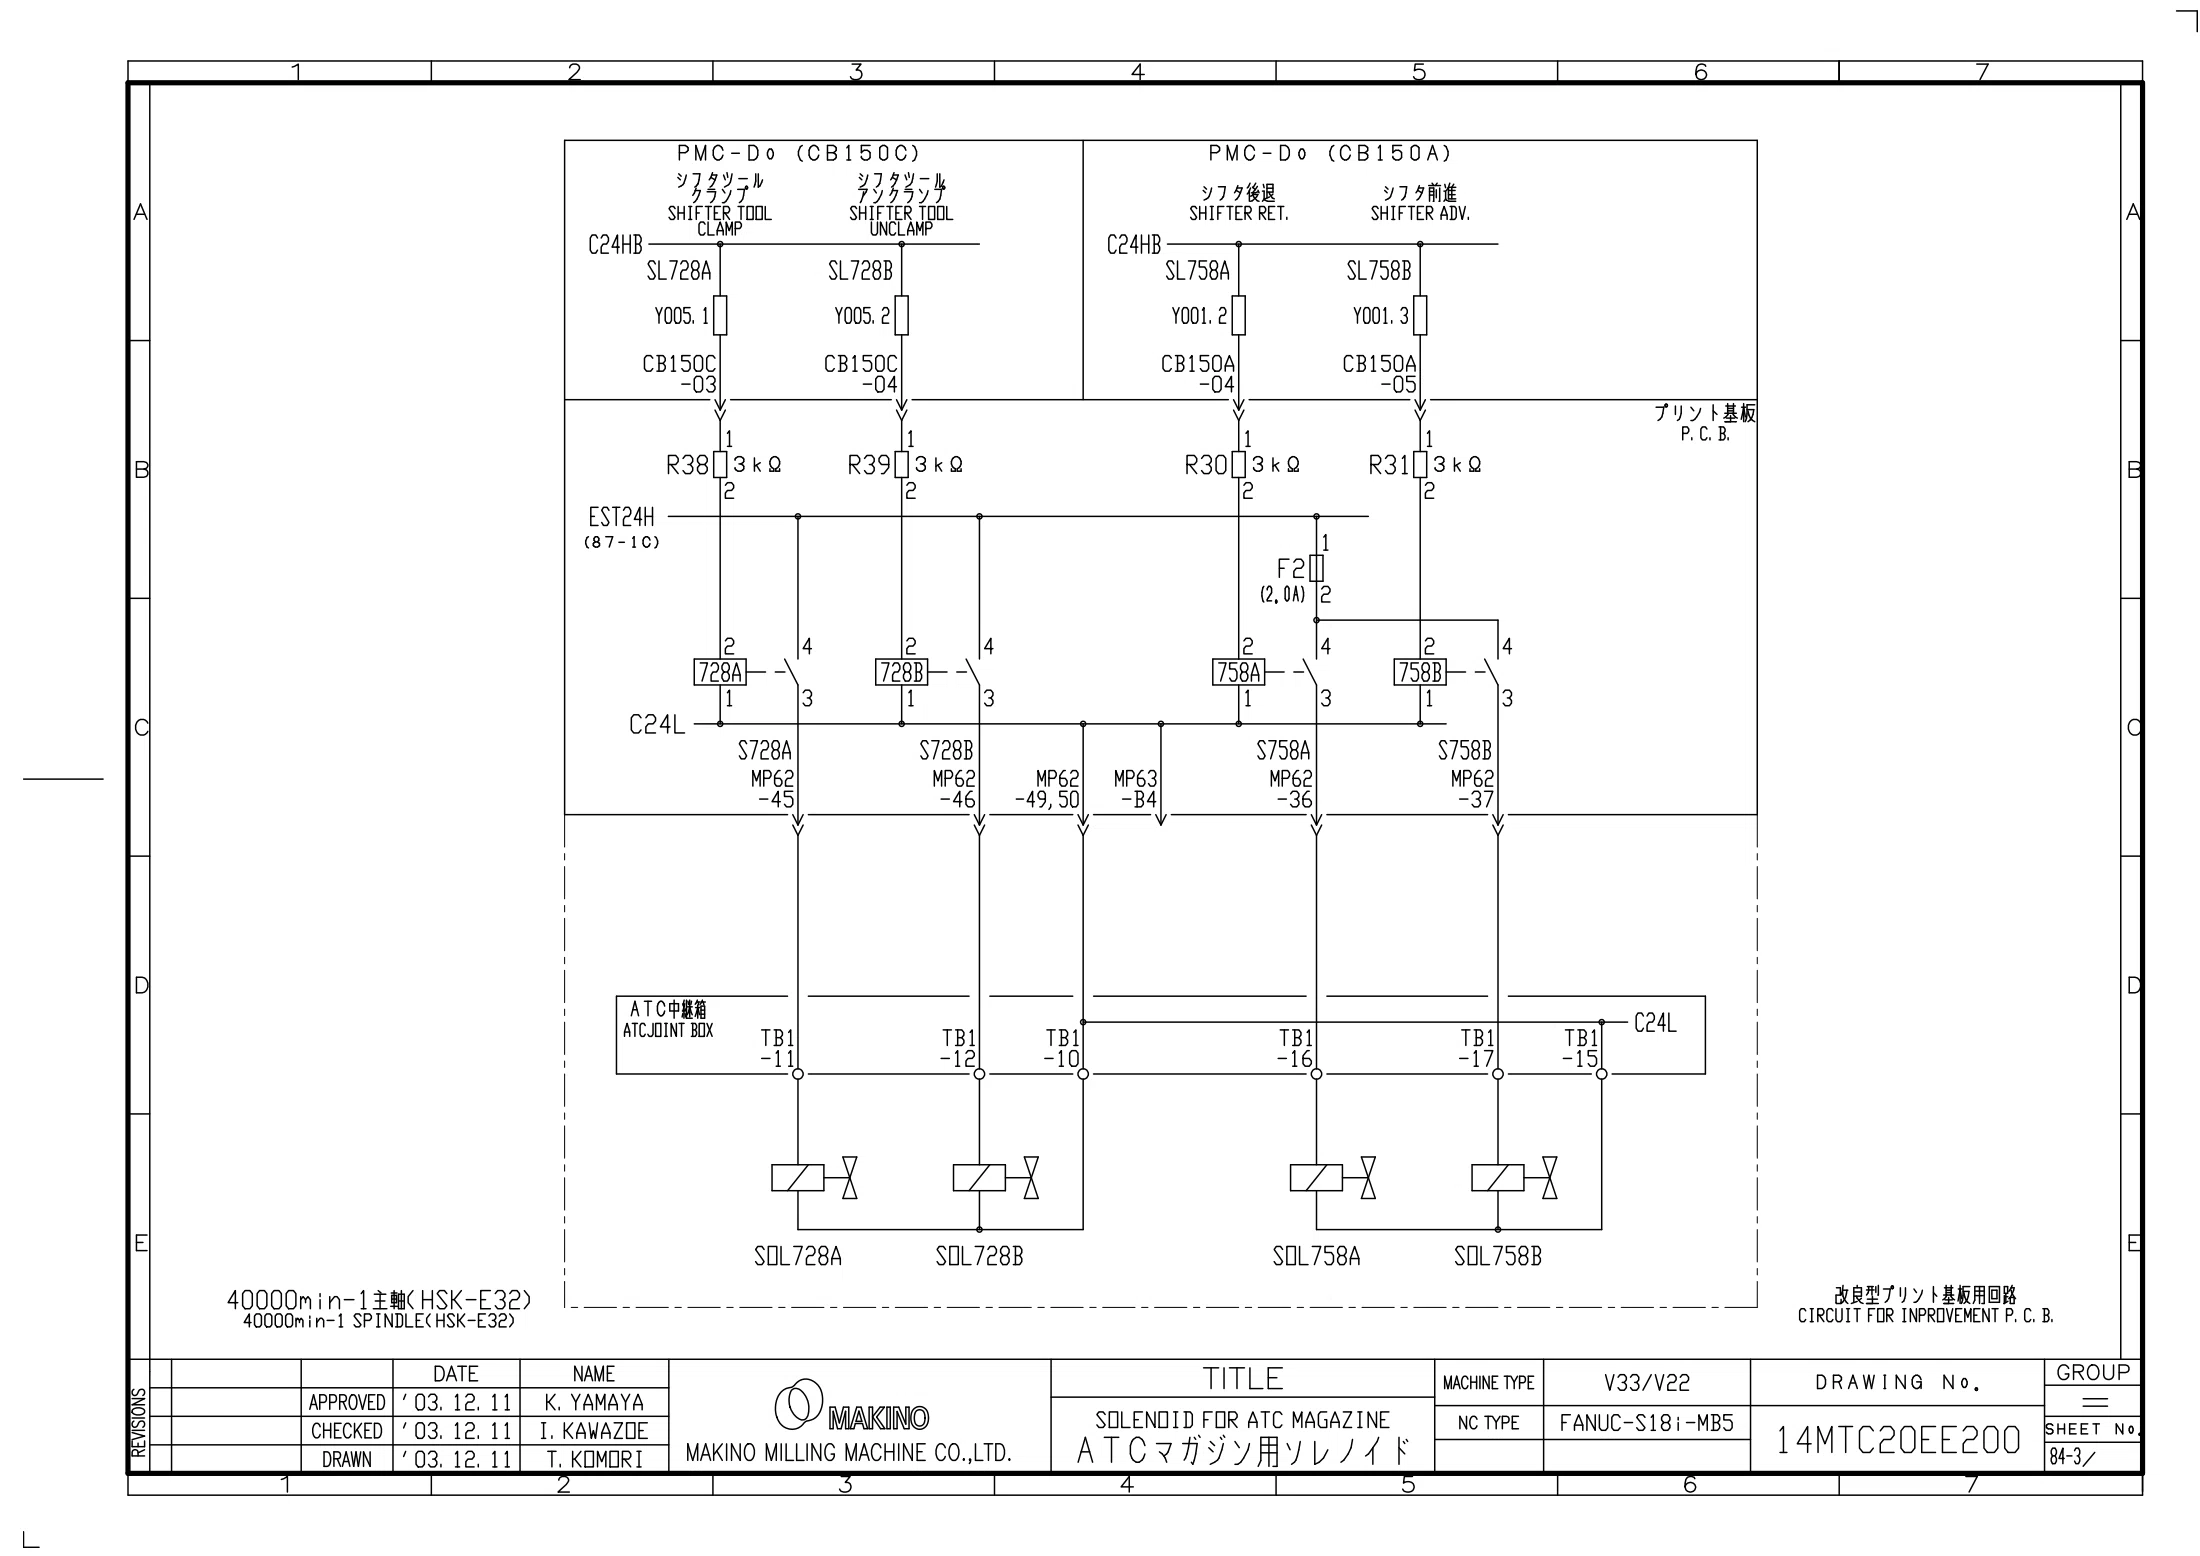 1 2 3 4 5 6 7
A A
B B
C C
D D
E E
PMC-Do (CB150C)
シフタツール
クランプ
SHIFTER TOOL
CLAMP
シフタツール
アンクランプ
SHIFTER TOOL
UNCLAMP
C24HB
SL728A
SL728B
Y005.1
Y005.2
CB150C
-03
CB150C
-04
PMC-Do (CB150A)
シフタ後退
SHIFTER RET.
シフタ前進
SHIFTER ADV.
C24HB
SL758A
SL758B
Y001.2
Y001.3
CB150A
-04
CB150A
-05
プリント基板
P.C.B.
1 1 1 1
R38 3kΩ R39 3kΩ R30 3kΩ R31 3kΩ
2 2 2 2
EST24H
(87-1C)
1
F2
(2.0A) 2
2 4 2 4 2 4 2 4
728A 728B 758A 758B
1 3 1 3 1 3 1 3
C24L
S728A
MP62
-45
S728B
MP62
-46
MP62
-49,50
MP63
-B4
S758A
MP62
-36
S758B
MP62
-37
ATC中継箱
ATCJOINT BOX
C24L
TB1
-11
TB1
-12
TB1
-10
TB1
-16
TB1
-17
TB1
-15
SOL728A SOL728B SOL758A SOL758B
40000min-1主軸(HSK-E32)
40000min-1 SPINDLE(HSK-E32)
改良型プリント基板用回路
CIRCUIT FOR INPROVEMENT P.C.B.
REVISIONS
DATE NAME
APPROVED '03.12.11 K.YAMAYA
CHECKED '03.12.11 I.KAWAZOE
DRAWN '03.12.11 T.KOMORI
MAKINO
MAKINO MILLING MACHINE CO.,LTD.
TITLE
SOLENOID FOR ATC MAGAZINE
ATCマガジン用ソレノイド
MACHINE TYPE V33/V22
NC TYPE FANUC-S18i-MB5
DRAWING No.
14MTC20EE200
GROUP
=
SHEET No.
84-3/
1 2 3 4 5 6 7